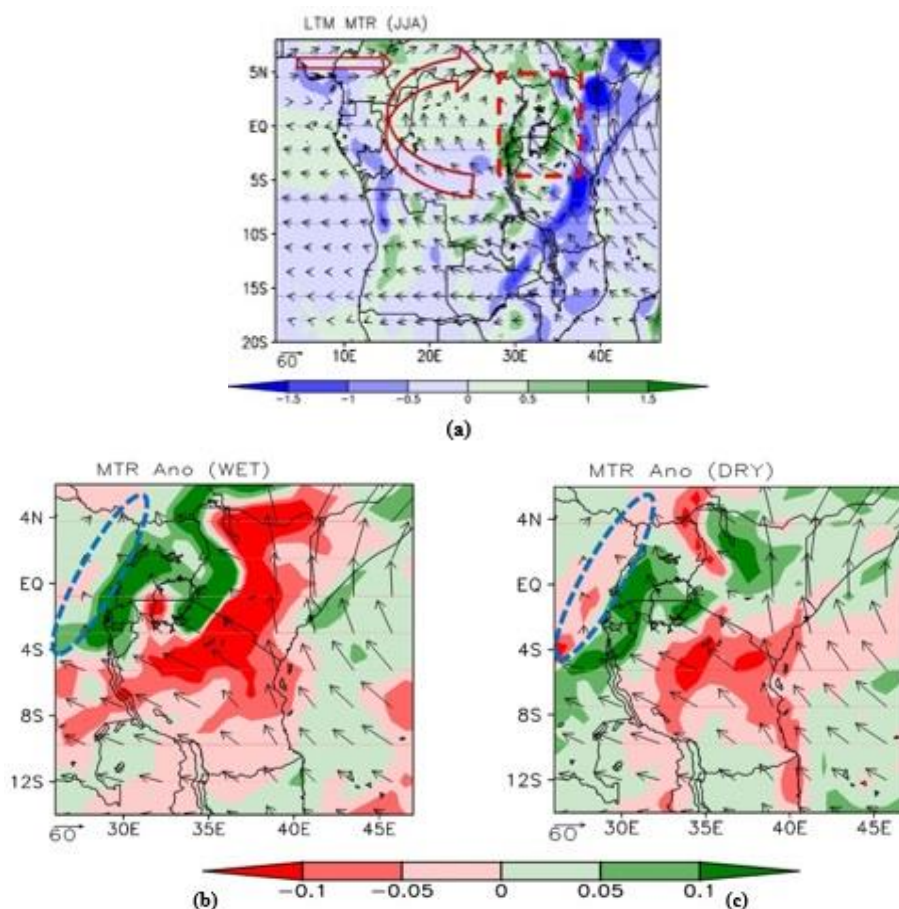 LTM MTR (JJA)
5N
EQ
5S
10S
15S
20S
60
10E 20E 30E 40E
-1.5 -1 -0.5 0 0.5 1 1.5
(a)
MTR Ano (WET) MTR Ano (DRY)
4N 4N
EQ EQ
4S 4S
8S 8S
12S 12S
60 30E 35E 40E 45E 60 30E 35E 40E 45E
-0.1 -0.05 0 0.05 0.1
(b) (c)